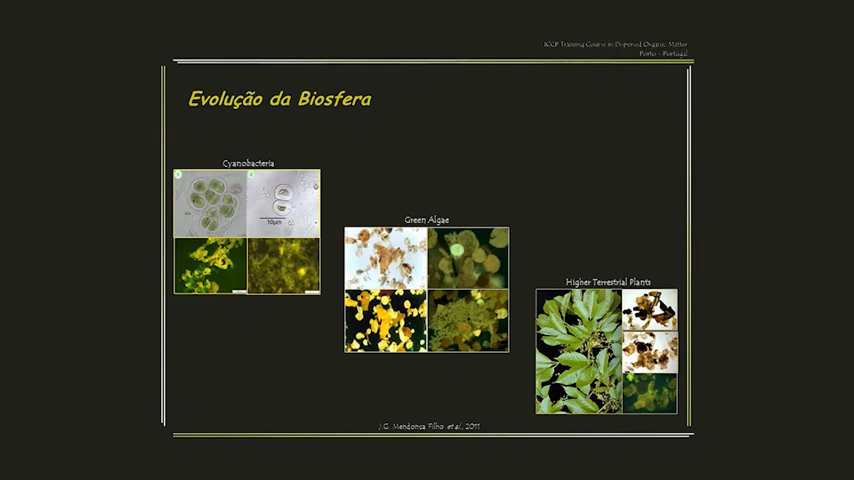 ICCP Training Course in Dispersed Organic Matter
Porto - Portugal
Evolução da Biosfera
Cyanobacteria
10µm
Green Algae
Higher Terrestrial Plants
J.G. Mendonça Filho et al., 2011